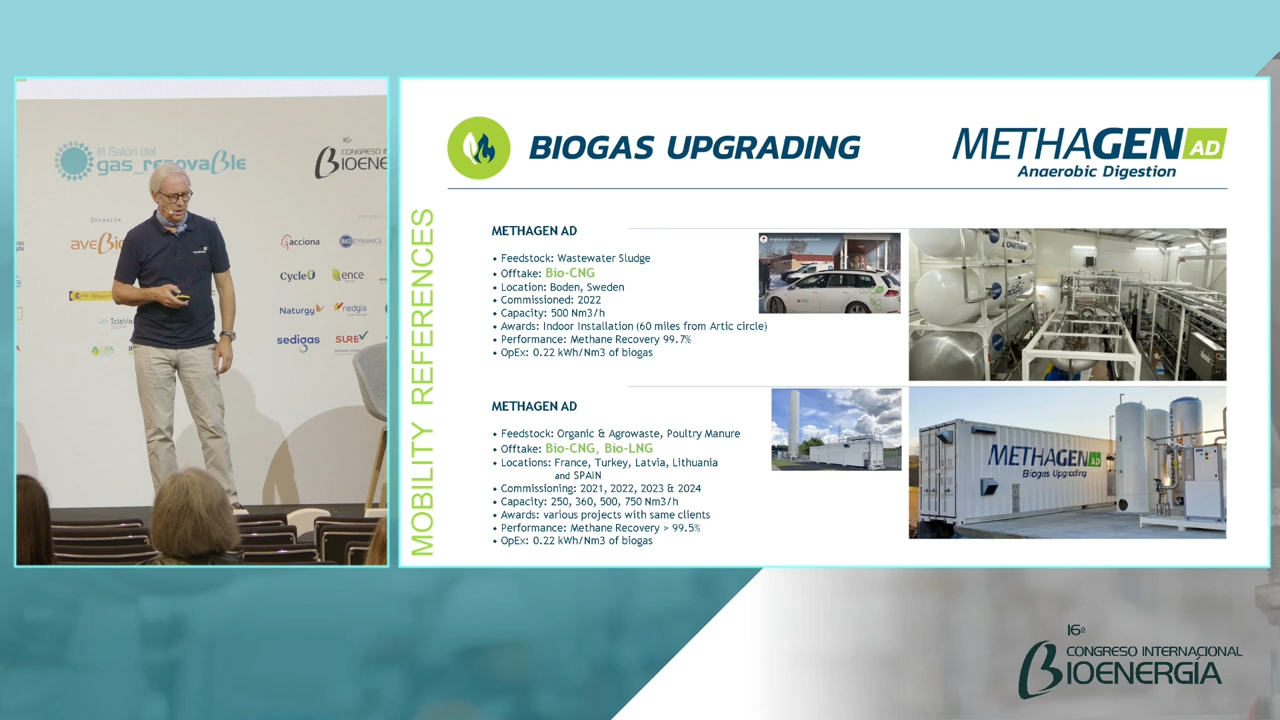 III Salón del
gas_renovable
16º
CONGRESO IN
BIOENER
Organiza
aveBio
acciona
BIODYNAMICS
Cycle0
ence
Naturgy
nedgia
sedigas
SURE
BIOGAS UPGRADING
METHAGEN AD
Anaerobic Digestion
MOBILITY REFERENCES
METHAGEN AD
• Feedstock: Wastewater Sludge
• Offtake: Bio-CNG
• Location: Boden, Sweden
• Commissioned: 2022
• Capacity: 500 Nm3/h
• Awards: Indoor Installation (60 miles from Artic circle)
• Performance: Methane Recovery 99.7%
• OpEx: 0.22 kWh/Nm3 of biogas
METHAGEN AD
• Feedstock: Organic & Agrowaste, Poultry Manure
• Offtake: Bio-CNG, Bio-LNG
• Locations: France, Turkey, Latvia, Lithuania
and SPAIN
• Commissioning: 2021, 2022, 2023 & 2024
• Capacity: 250, 360, 500, 750 Nm3/h
• Awards: various projects with same clients
• Performance: Methane Recovery > 99.5%
• OpEx: 0.22 kWh/Nm3 of biogas
METHAGEN AD
Biogas Upgrading
16º
CONGRESO INTERNACIONAL
BIOENERGÍA